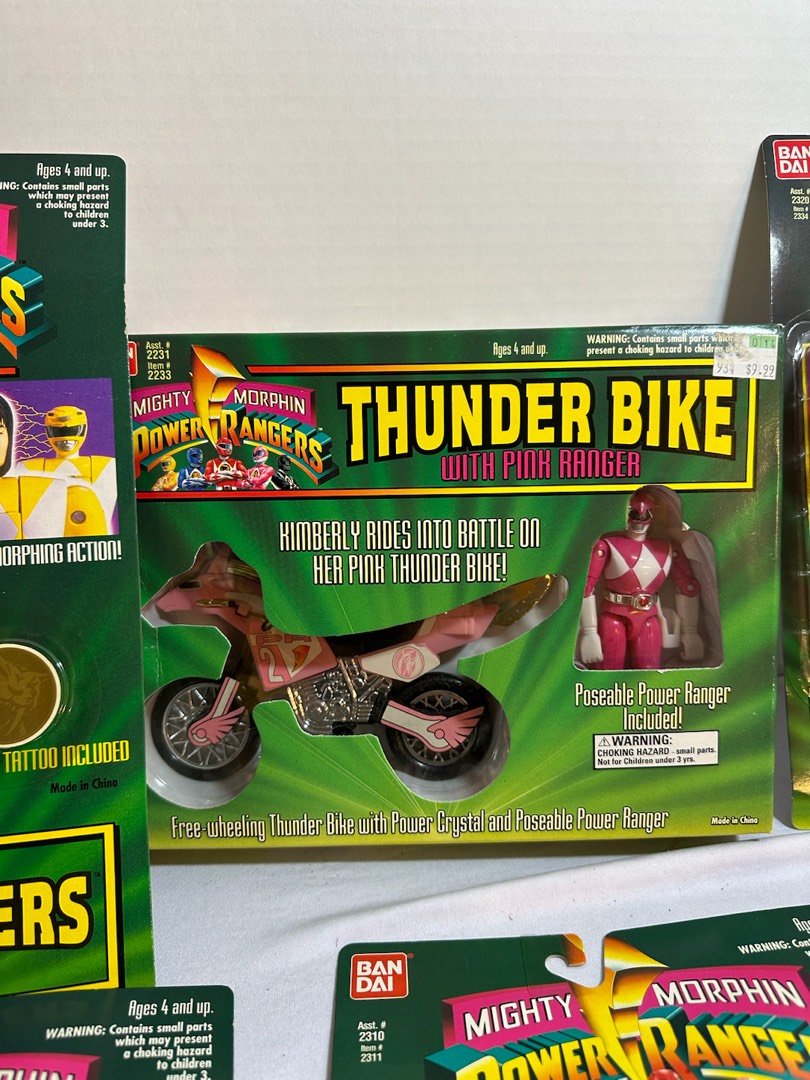 Ages 4 and up.
Contains small parts
which may present
a choking hazard
to children
under 3.
MORPHING ACTION!
TATTOO INCLUDED
Made in China
ERS
Asst. #
2231
Item #
2233
Ages 4 and up.
WARNING: Contains small parts which
present a choking hazard to children
$9.99
MIGHTY MORPHIN
POWER RANGERS
THUNDER BIKE
WITH PINK RANGER
KIMBERLY RIDES INTO BATTLE ON
HER PINK THUNDER BIKE!
2
Poseable Power Ranger
Included!
WARNING:
CHOKING HAZARD - small parts.
Not for Children under 3 yrs.
Free-wheeling Thunder Bike with Power Crystal and Poseable Power Ranger
Made in China
BAN
DAI
Asst. #
2320
Item #
2334
Ages 4 and up.
WARNING: Contains small parts
which may present
a choking hazard
to children
under 3.
BAN
DAI
Asst. #
2310
Item #
2311
WARNING:
MIGHTY MORPHIN
POWER RANGERS